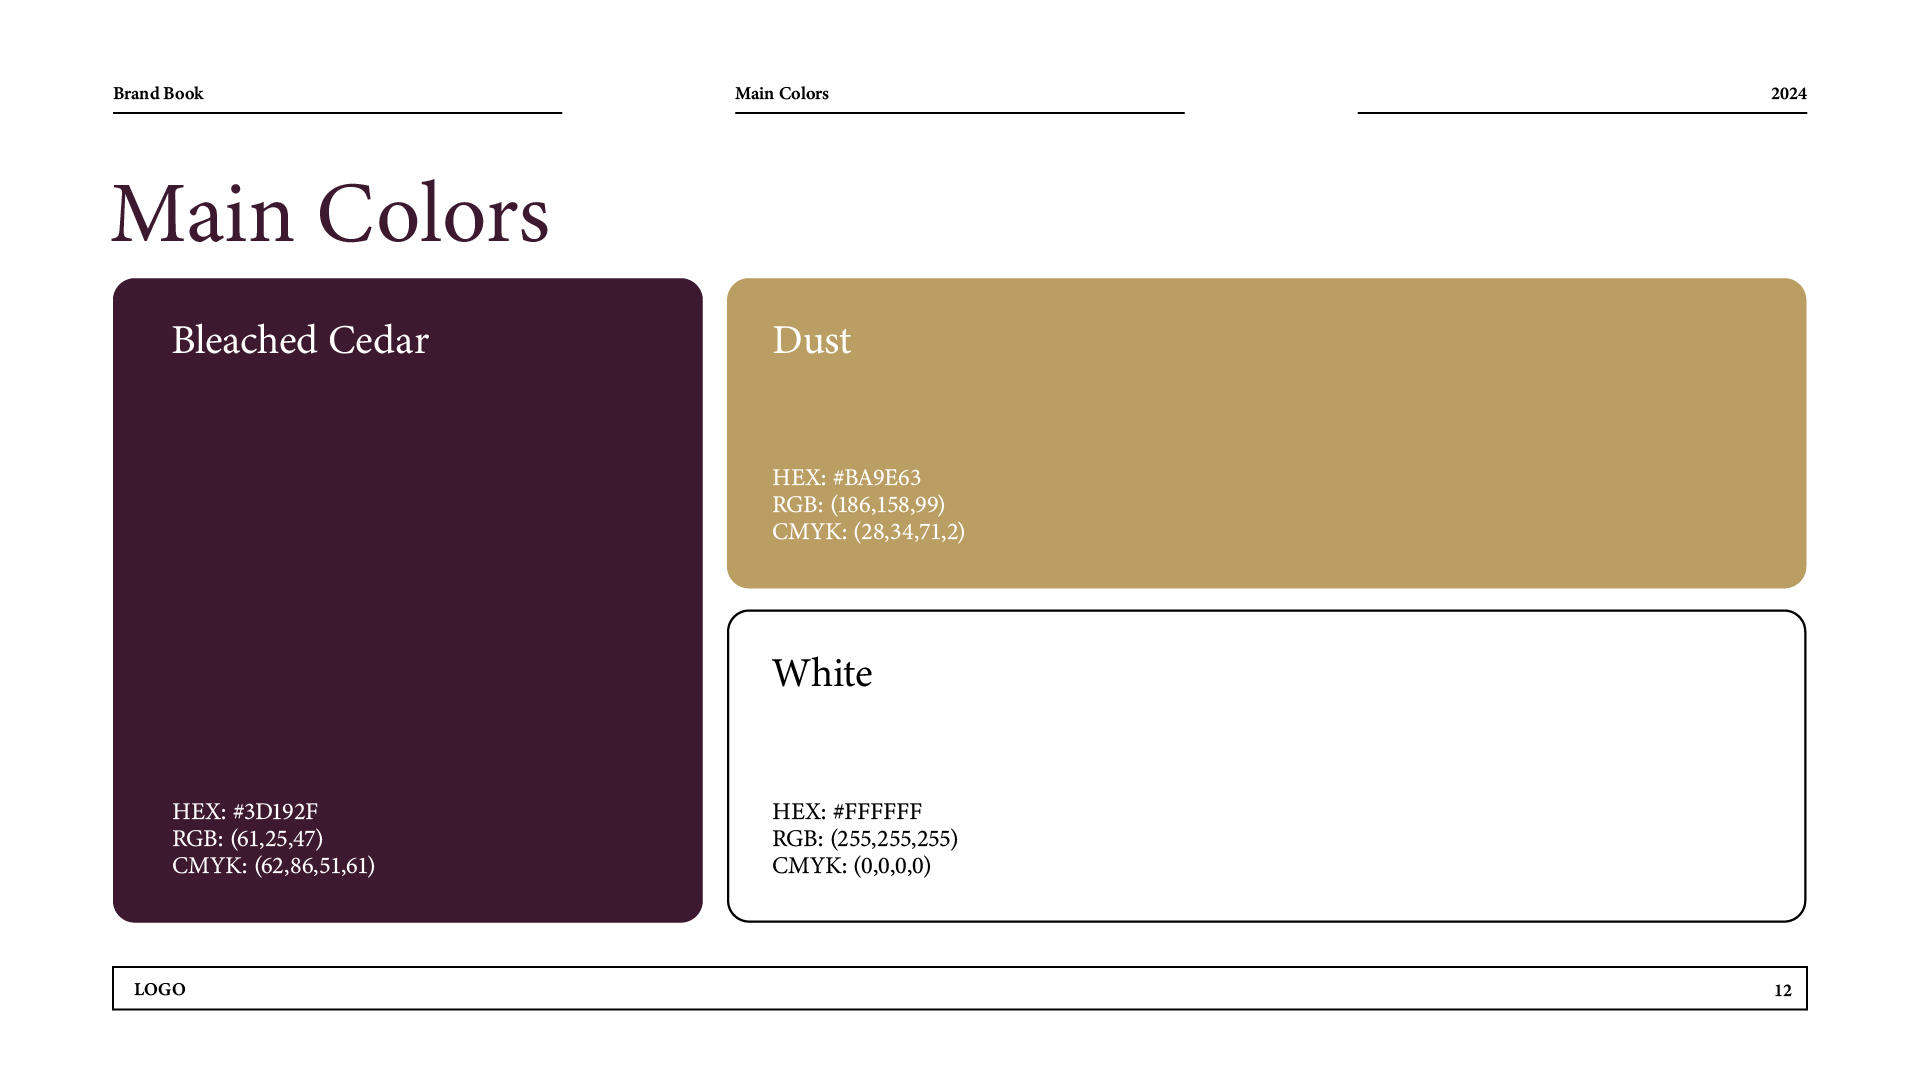 Brand Book
Main Colors
2024
Main Colors
Bleached Cedar
HEX: #3D192F
RGB: (61,25,47)
CMYK: (62,86,51,61)
Dust
HEX: #BA9E63
RGB: (186,158,99)
CMYK: (28,34,71,2)
White
HEX: #FFFFFF
RGB: (255,255,255)
CMYK: (0,0,0,0)
LOGO
12